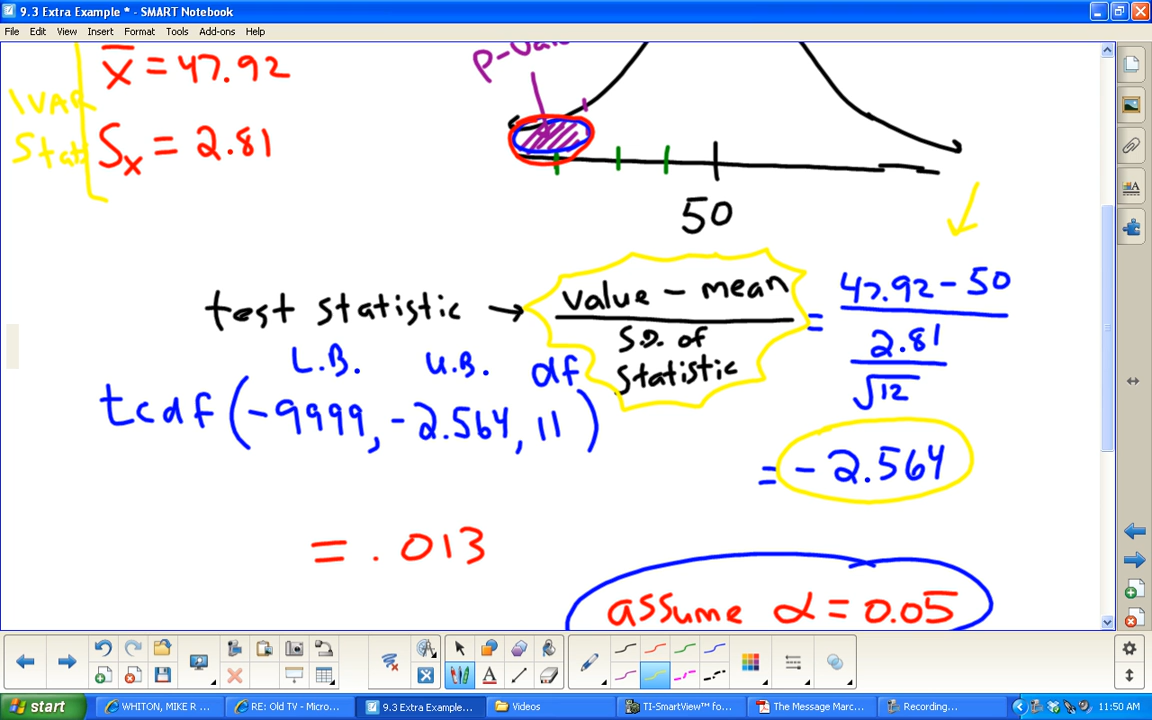 9.3 Extra Example * - SMART Notebook
File Edit View Insert Format Tools Add-ons Help
p-val
x̄ = 47.92
1VAR
Stat
Sx = 2.81
50
test statistic → value - mean
S.D. of
statistic
= 47.92 - 50
2.81
√12
L.B. U.B. df
tcdf (-9999, -2.564, 11)
= -2.564
= .013
assume α = 0.05
start
WHITON, MIKE R ...
RE: Old TV - Micros...
9.3 Extra Example...
Videos
TI-SmartView™ fo...
The Message Marc...
Recording...
11:50 AM